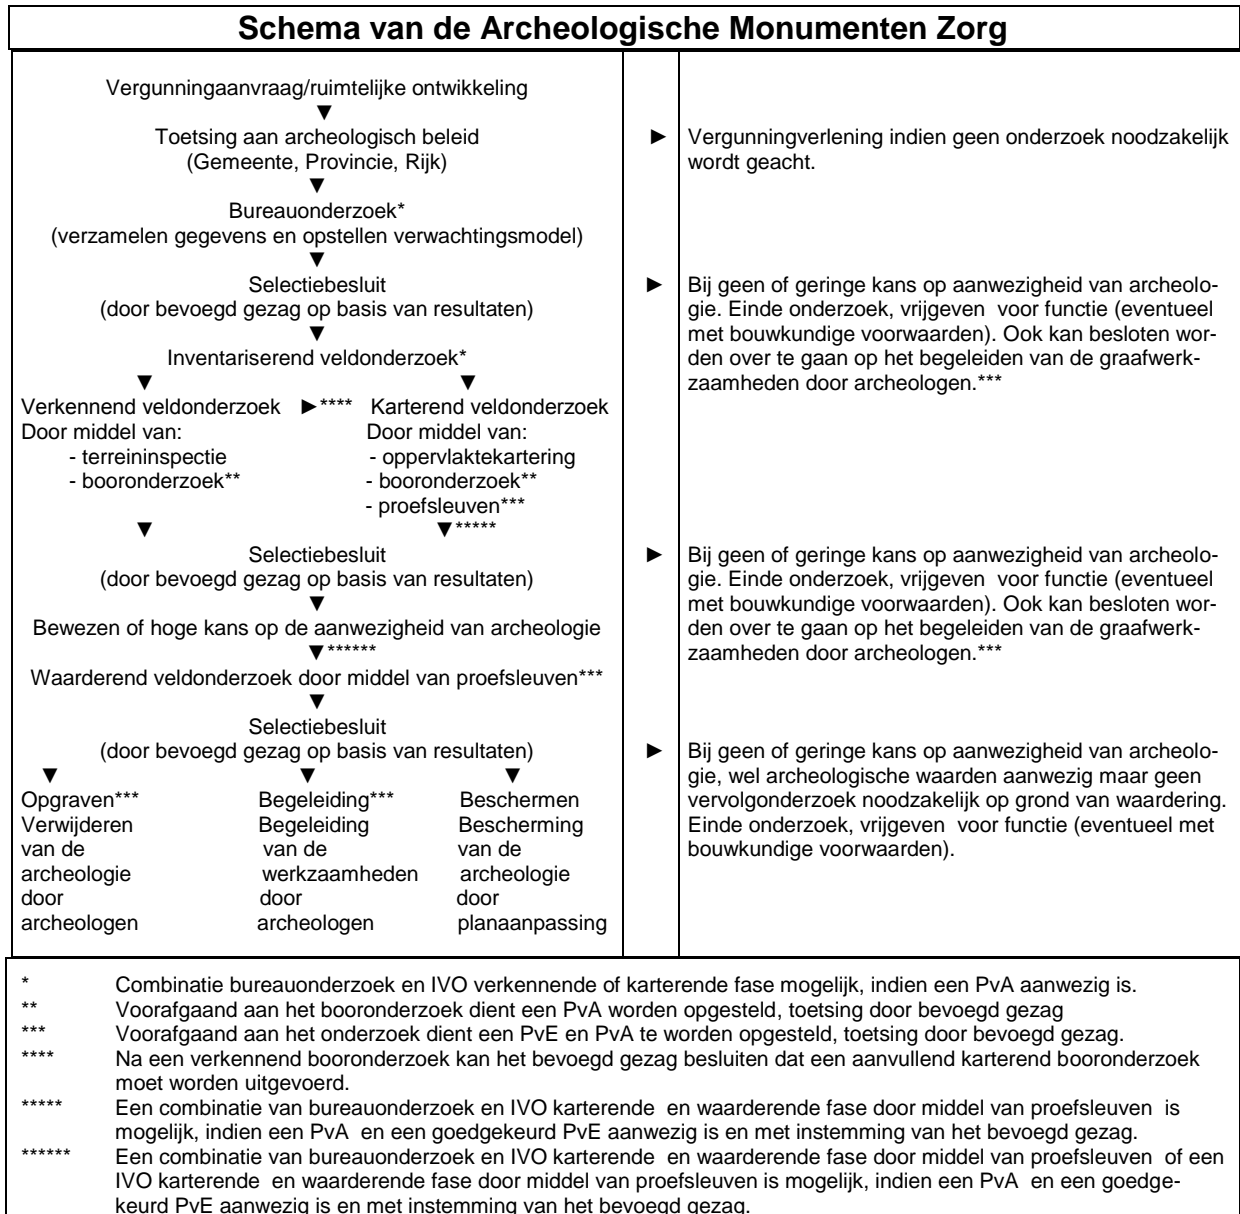 Schema van de Archeologische Monumenten Zorg
Vergunningaanvraag/ruimtelijke ontwikkeling
▼
Toetsing aan archeologisch beleid
(Gemeente, Provincie, Rijk)
► Vergunningverlening indien geen onderzoek noodzakelijk
wordt geacht.
▼
Bureauonderzoek*
(verzamelen gegevens en opstellen verwachtingsmodel)
▼
Selectiebesluit
(door bevoegd gezag op basis van resultaten)
► Bij geen of geringe kans op aanwezigheid van archeolo-
gie. Einde onderzoek, vrijgeven voor functie (eventueel
met bouwkundige voorwaarden). Ook kan besloten wor-
den over te gaan op het begeleiden van de graafwerk-
zaamheden door archeologen.***
▼
Inventariserend veldonderzoek*
▼ ▼
Verkennend veldonderzoek ►**** Karterend veldonderzoek
Door middel van: Door middel van:
- terreininspectie - oppervlaktekartering
- booronderzoek** - booronderzoek**
- proefsleuven***
▼ ▼*****
Selectiebesluit
(door bevoegd gezag op basis van resultaten)
► Bij geen of geringe kans op aanwezigheid van archeolo-
gie. Einde onderzoek, vrijgeven voor functie (eventueel
met bouwkundige voorwaarden). Ook kan besloten wor-
den over te gaan op het begeleiden van de graafwerk-
zaamheden door archeologen.***
▼
Bewezen of hoge kans op de aanwezigheid van archeologie
▼******
Waarderend veldonderzoek door middel van proefsleuven***
▼
Selectiebesluit
(door bevoegd gezag op basis van resultaten)
► Bij geen of geringe kans op aanwezigheid van archeolo-
gie, wel archeologische waarden aanwezig maar geen
vervolgonderzoek noodzakelijk op grond van waardering.
Einde onderzoek, vrijgeven voor functie (eventueel met
bouwkundige voorwaarden).
▼ ▼ ▼
Opgraven*** Begeleiding*** Beschermen
Verwijderen Begeleiding Bescherming
van de van de van de
archeologie werkzaamheden archeologie
door door door
archeologen archeologen planaanpassing
* Combinatie bureauonderzoek en IVO verkennende of karterende fase mogelijk, indien een PvA aanwezig is.
** Voorafgaand aan het booronderzoek dient een PvA worden opgesteld, toetsing door bevoegd gezag
*** Voorafgaand aan het onderzoek dient een PvE en PvA te worden opgesteld, toetsing door bevoegd gezag.
**** Na een verkennend booronderzoek kan het bevoegd gezag besluiten dat een aanvullend karterend booronderzoek
moet worden uitgevoerd.
***** Een combinatie van bureauonderzoek en IVO karterende en waarderende fase door middel van proefsleuven is
mogelijk, indien een PvA en een goedgekeurd PvE aanwezig is en met instemming van het bevoegd gezag.
****** Een combinatie van bureauonderzoek en IVO karterende en waarderende fase door middel van proefsleuven of een
IVO karterende en waarderende fase door middel van proefsleuven is mogelijk, indien een PvA en een goedge-
keurd PvE aanwezig is en met instemming van het bevoegd gezag.